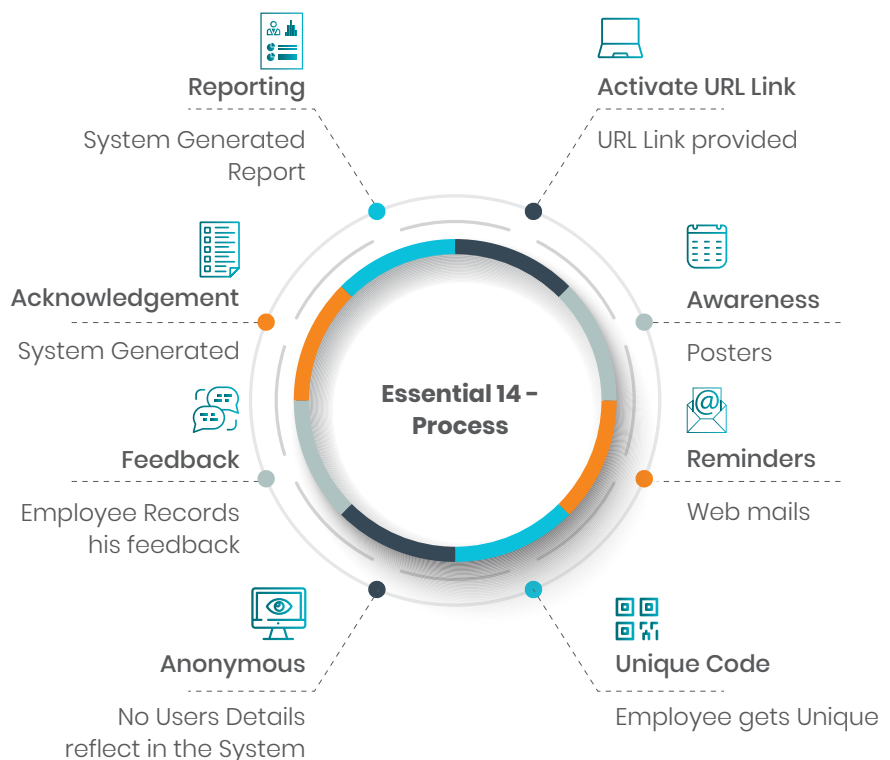 Reporting
System Generated
Report
Activate URL Link
URL Link provided
Acknowledgement
System Generated
Awareness
Posters
Essential 14 -
Process
Feedback
Employee Records
his feedback
@
Reminders
Web mails
Anonymous
No Users Details
reflect in the System
Unique Code
Employee gets Unique